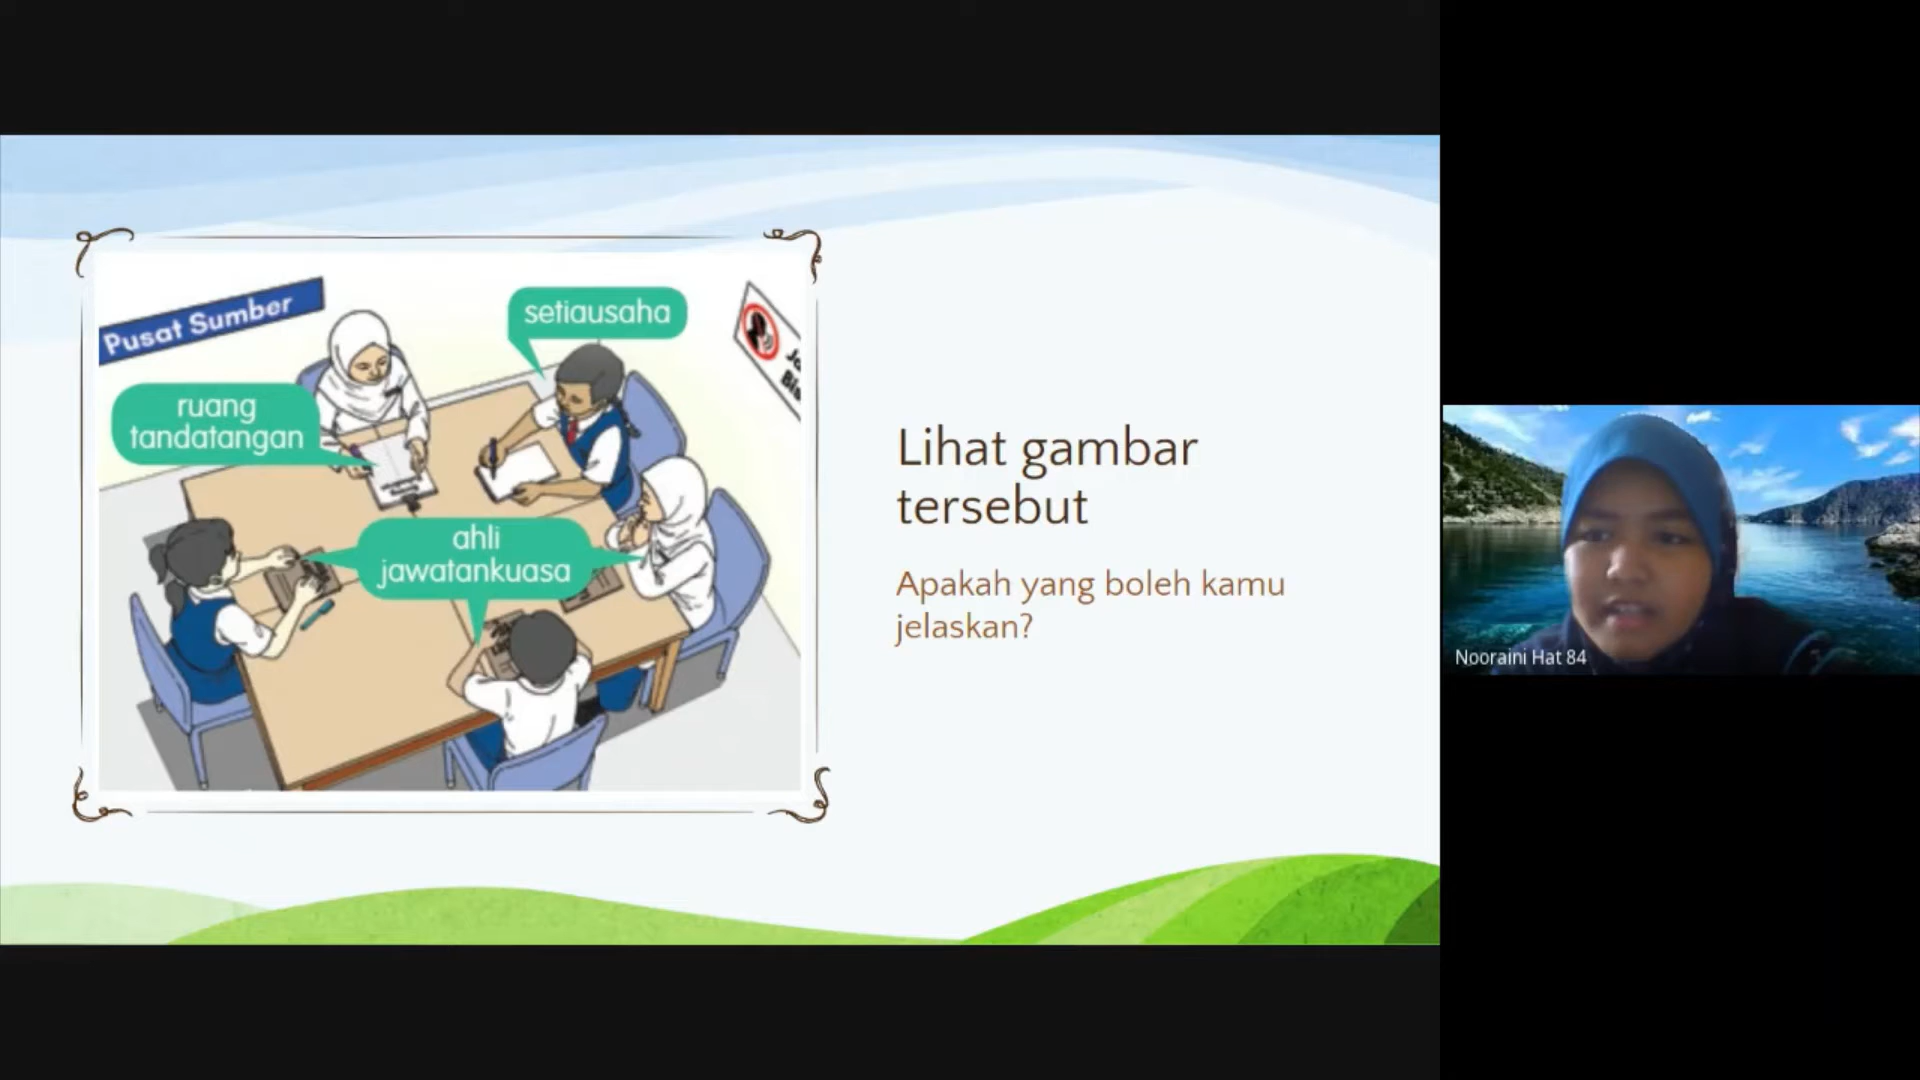 Pusat Sumber
setiausaha
ruang
tandatangan
ahli
jawatankuasa
Lihat gambar
tersebut
Apakah yang boleh kamu
jelaskan?
Nooraini Hat 84